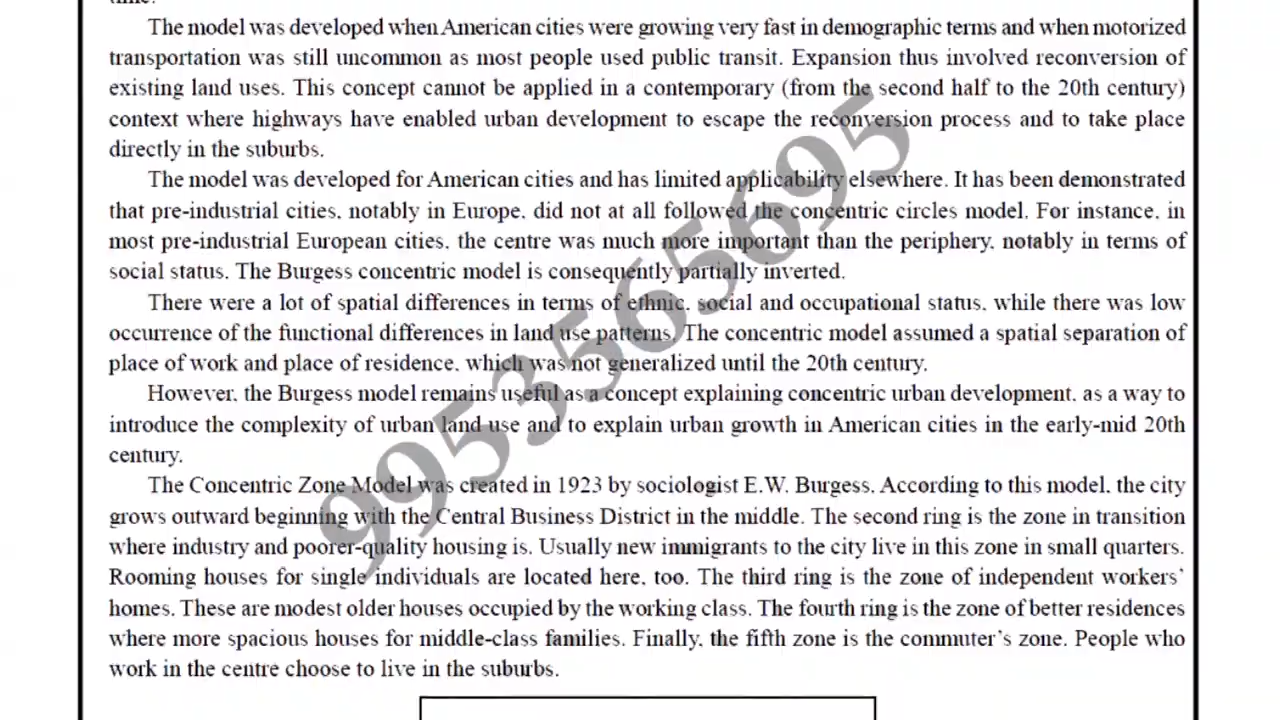 time.
The model was developed when American cities were growing very fast in demographic terms and when motorized
transportation was still uncommon as most people used public transit. Expansion thus involved reconversion of
existing land uses. This concept cannot be applied in a contemporary (from the second half to the 20th century)
context where highways have enabled urban development to escape the reconversion process and to take place
directly in the suburbs.
The model was developed for American cities and has limited applicability elsewhere. It has been demonstrated
that pre-industrial cities, notably in Europe, did not at all followed the concentric circles model. For instance, in
most pre-industrial European cities, the centre was much more important than the periphery, notably in terms of
social status. The Burgess concentric model is consequently partially inverted.
There were a lot of spatial differences in terms of ethnic, social and occupational status, while there was low
occurrence of the functional differences in land use patterns. The concentric model assumed a spatial separation of
place of work and place of residence, which was not generalized until the 20th century.
However, the Burgess model remains useful as a concept explaining concentric urban development, as a way to
introduce the complexity of urban land use and to explain urban growth in American cities in the early-mid 20th
century.
The Concentric Zone Model was created in 1923 by sociologist E.W. Burgess. According to this model, the city
grows outward beginning with the Central Business District in the middle. The second ring is the zone in transition
where industry and poorer-quality housing is. Usually new immigrants to the city live in this zone in small quarters.
Rooming houses for single individuals are located here, too. The third ring is the zone of independent workers'
homes. These are modest older houses occupied by the working class. The fourth ring is the zone of better residences
where more spacious houses for middle-class families. Finally, the fifth zone is the commuter's zone. People who
work in the centre choose to live in the suburbs.
9953565695